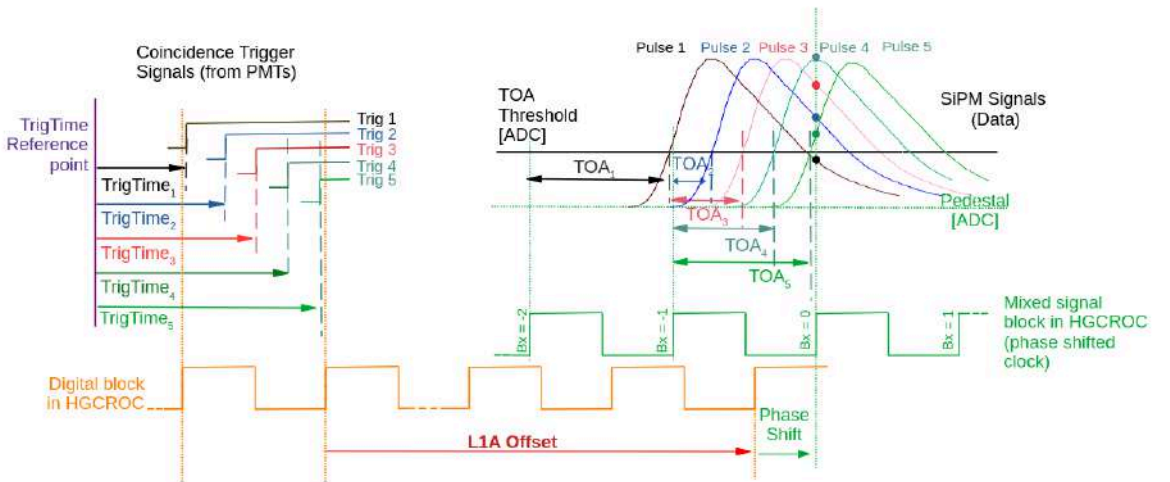 Coincidence Trigger
Signals (from PMTs)
TrigTime
Reference
point
Trig 1
Trig 2
Trig 3
Trig 4
Trig 5
TrigTime1
TrigTime2
TrigTime3
TrigTime4
TrigTime5
Pulse 1 Pulse 2 Pulse 3 Pulse 4 Pulse 5
TOA
Threshold
[ADC]
SiPM Signals
(Data)
TOA1
TOA
TOA3
TOA4
TOA5
Pedestal
[ADC]
Bx = -2
Bx = -1
Bx = 0
Bx = 1
Mixed signal
block in HGCROC
(phase shifted
clock)
Digital block
in HGCROC
L1A Offset
Phase
Shift